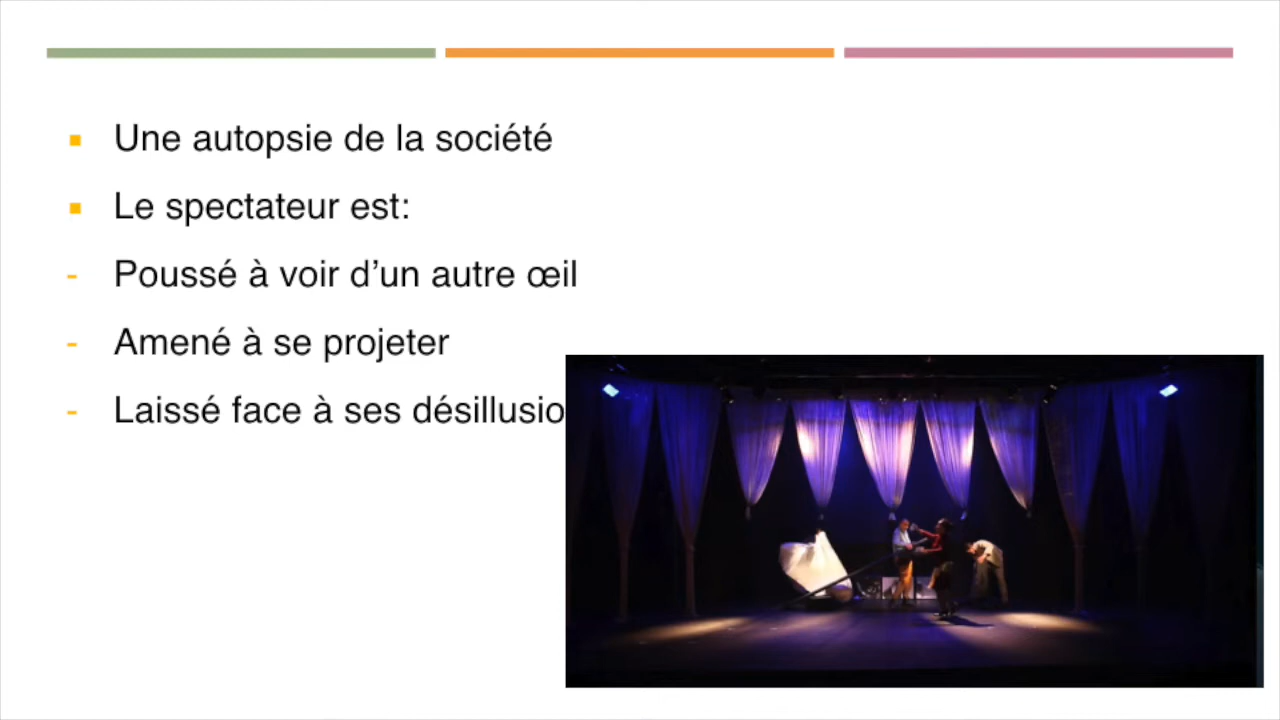 Une autopsie de la société
Le spectateur est:
- Poussé à voir d’un autre œil
- Amené à se projeter
- Laissé face à ses désillusio